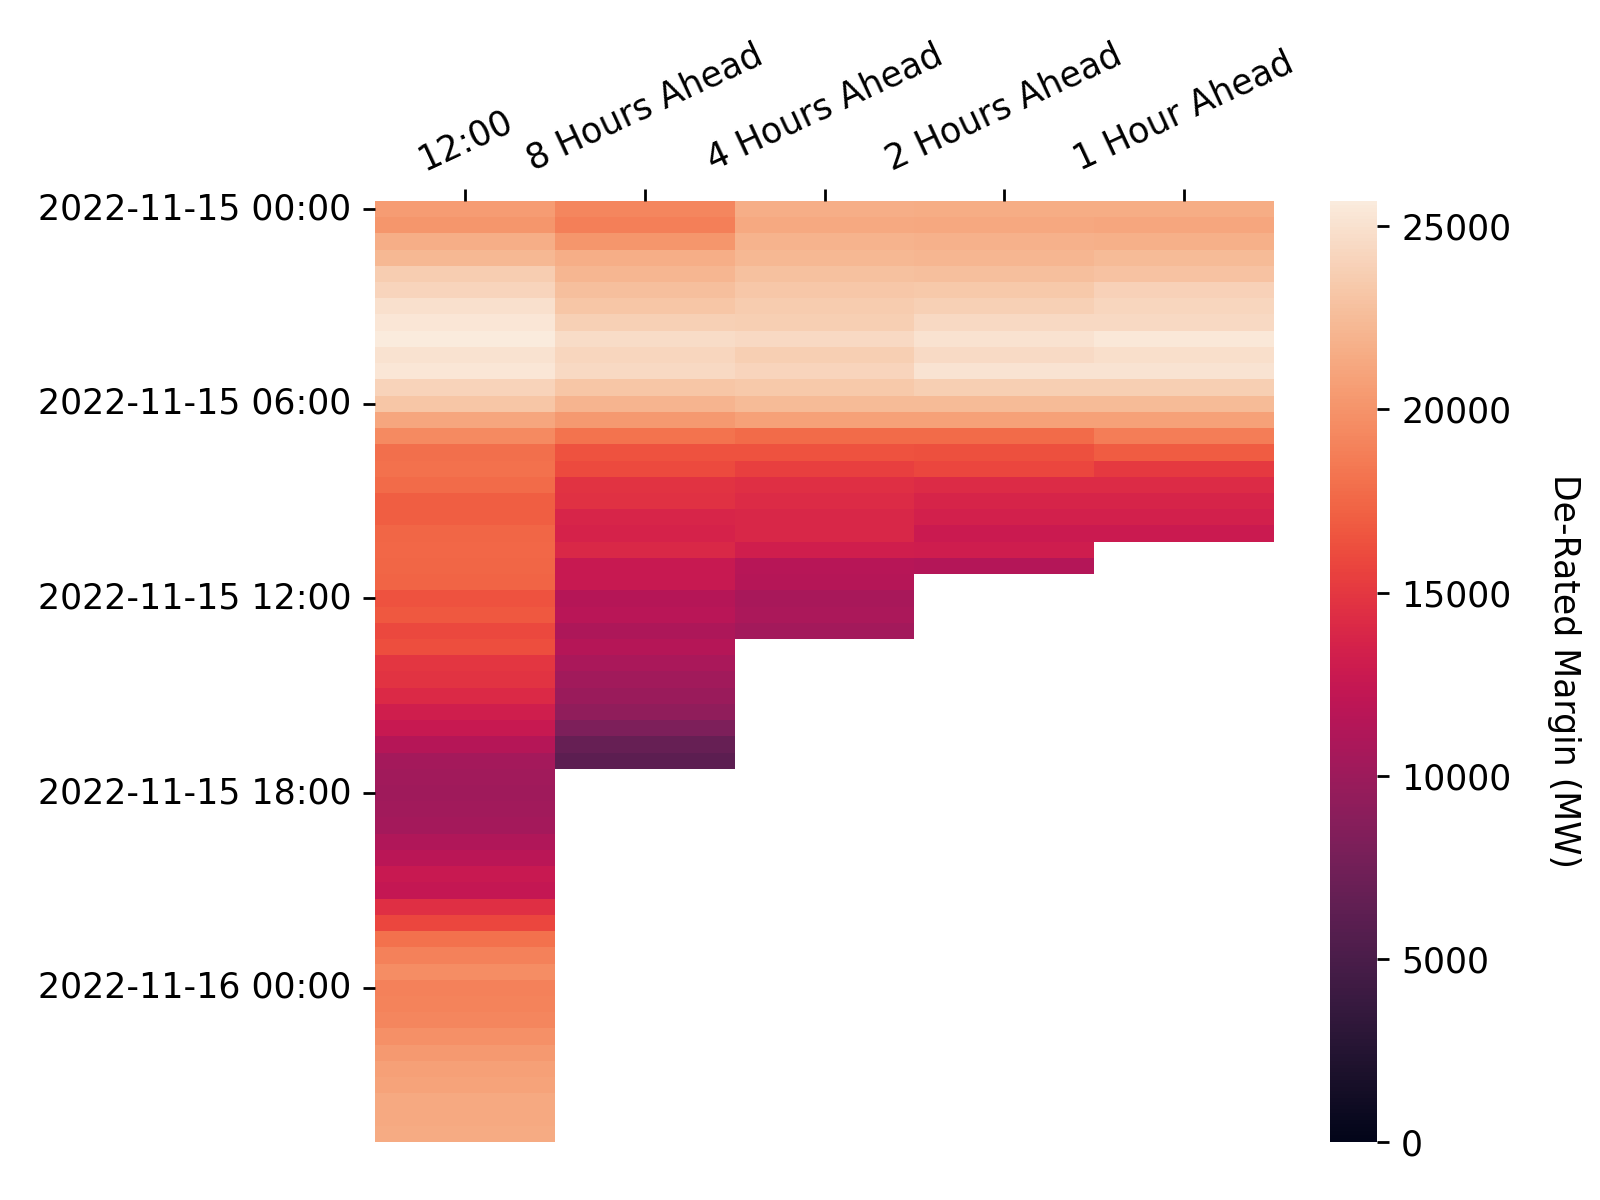 12:00
8 Hours Ahead
4 Hours Ahead
2 Hours Ahead
1 Hour Ahead
2022-11-15 00:00
2022-11-15 06:00
2022-11-15 12:00
2022-11-15 18:00
2022-11-16 00:00
25000
20000
15000
10000
5000
0
De-Rated Margin (MW)